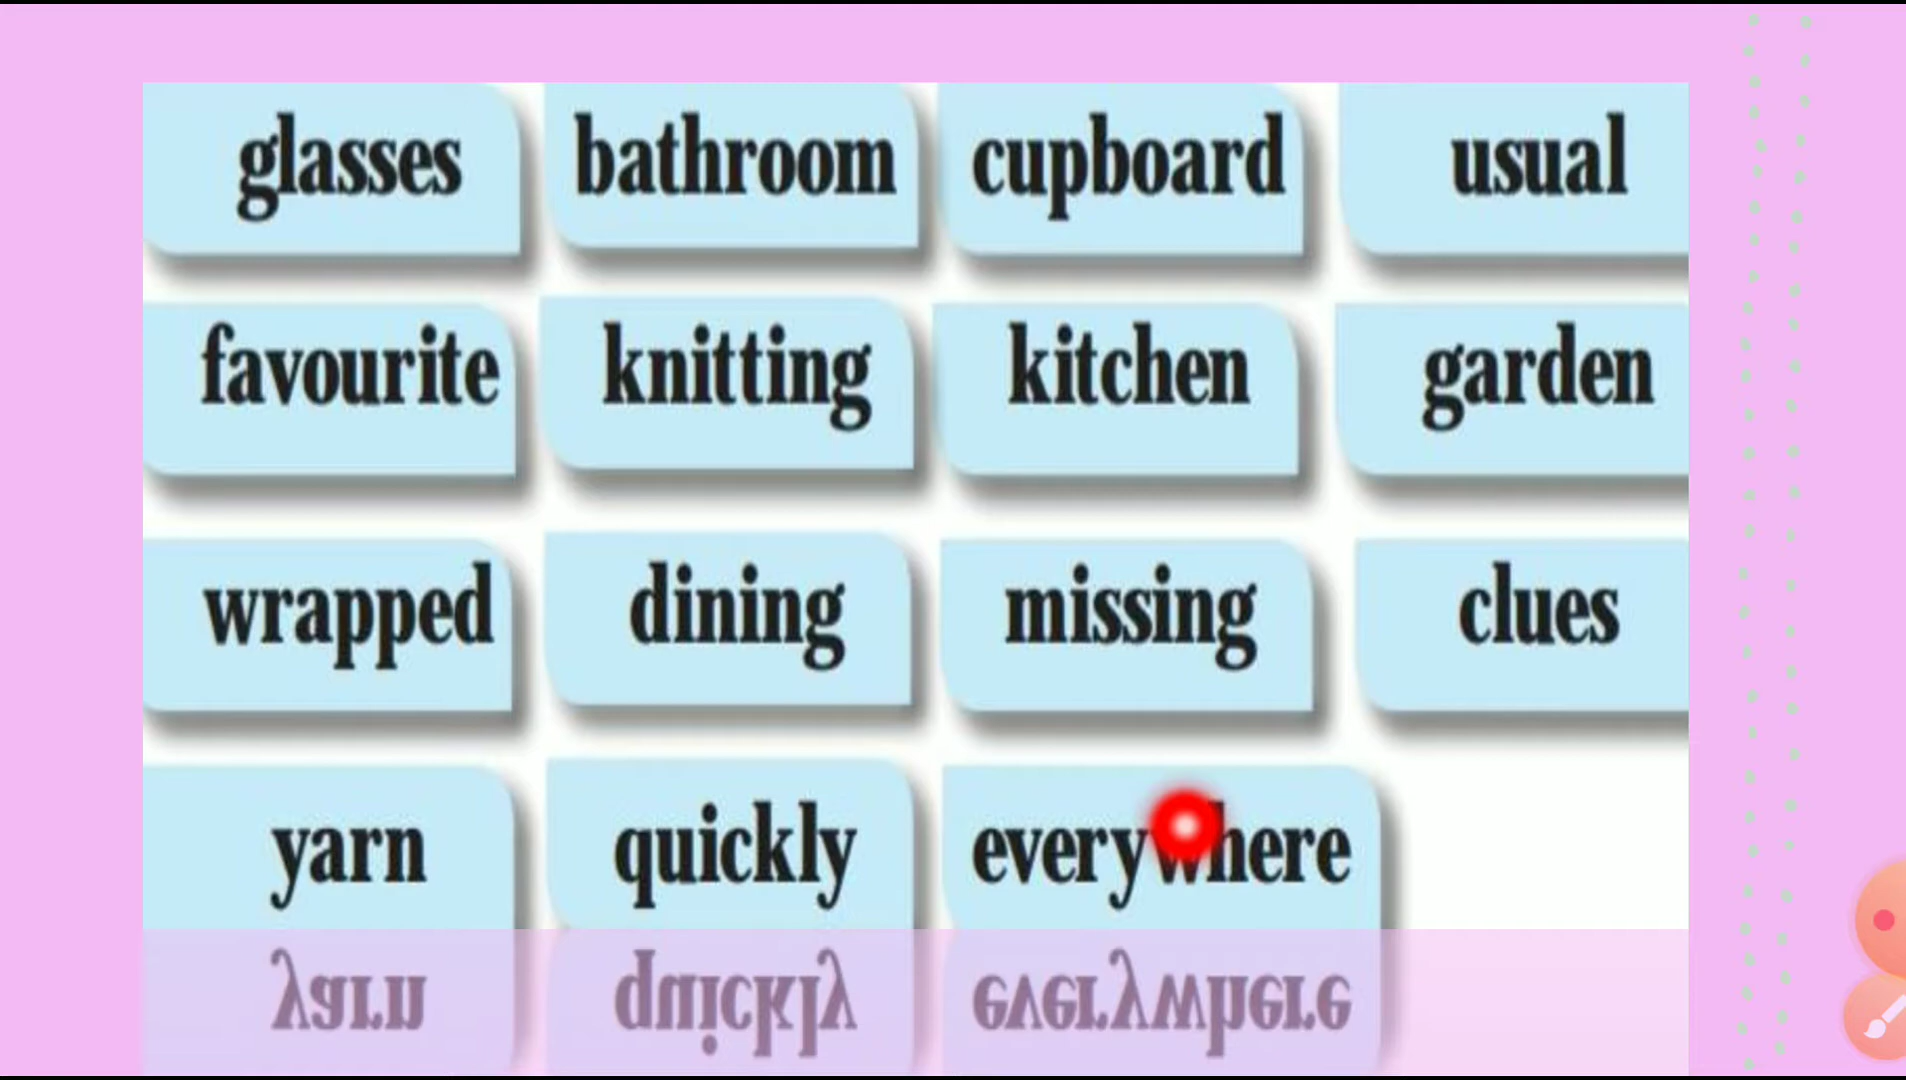 glasses bathroom cupboard usual
favourite knitting kitchen garden
wrapped dining missing clues
yarn quickly everywhere